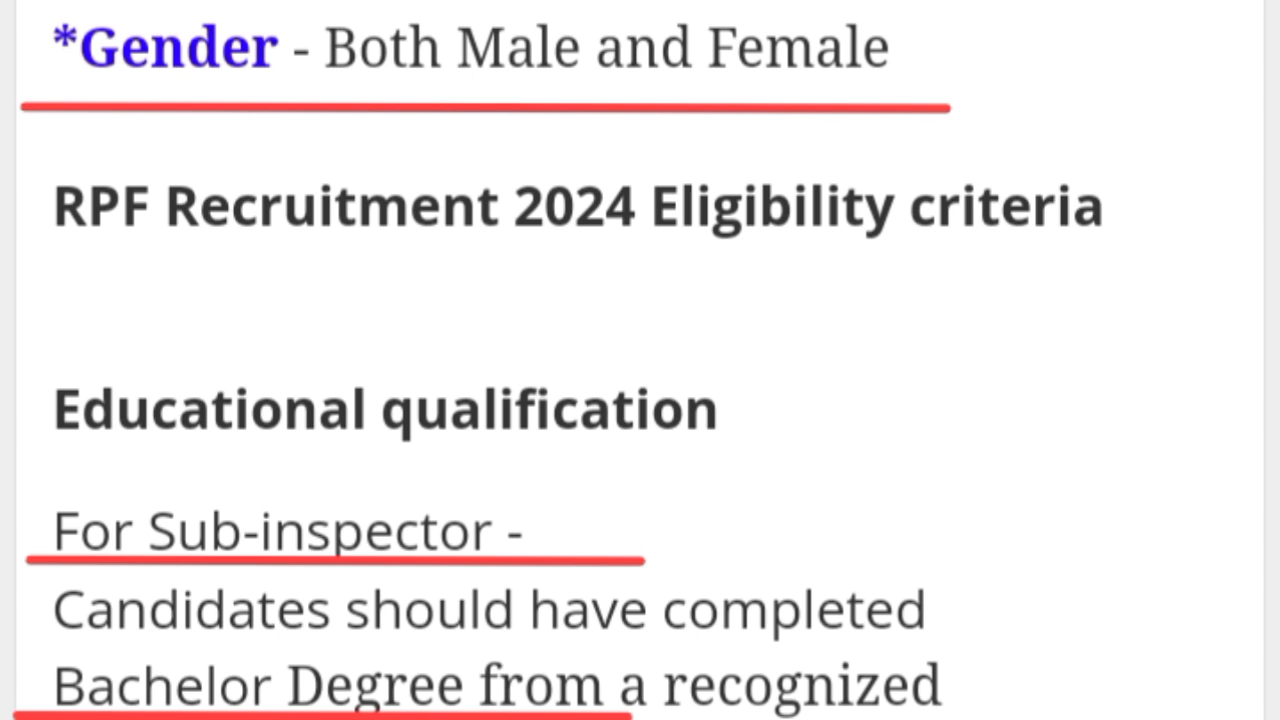 *Gender - Both Male and Female
RPF Recruitment 2024 Eligibility criteria
Educational qualification
For Sub-inspector -
Candidates should have completed
Bachelor Degree from a recognized